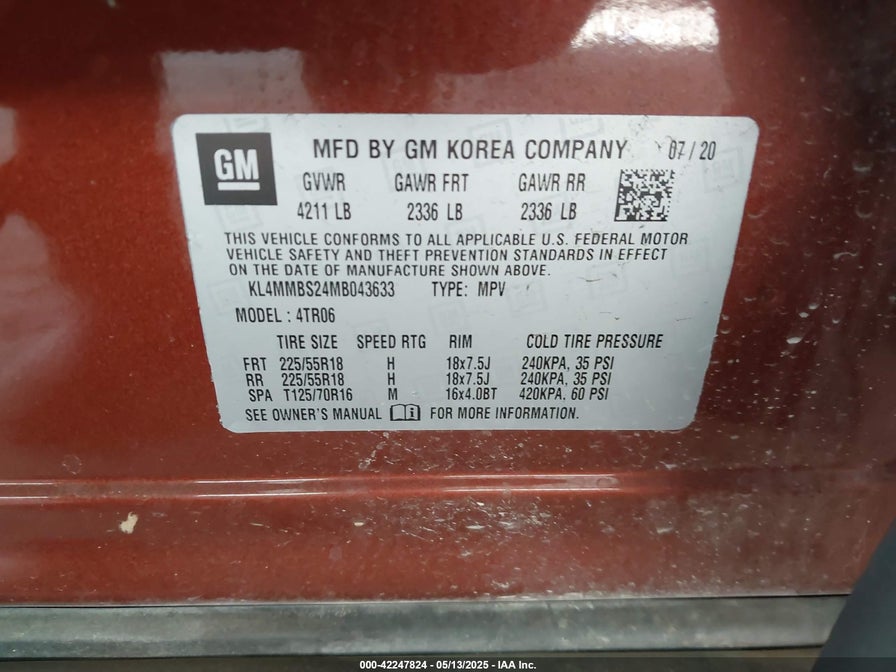 GM MFD BY GM KOREA COMPANY 07/20
GVWR GAWR FRT GAWR RR
4211 LB 2336 LB 2336 LB
THIS VEHICLE CONFORMS TO ALL APPLICABLE U.S. FEDERAL MOTOR
VEHICLE SAFETY AND THEFT PREVENTION STANDARDS IN EFFECT
ON THE DATE OF MANUFACTURE SHOWN ABOVE.
KL4MMBS24MB043633 TYPE: MPV
MODEL : 4TR06
TIRE SIZE SPEED RTG RIM COLD TIRE PRESSURE
FRT 225/55R18 H 18x7.5J 240KPA, 35 PSI
RR 225/55R18 H 18x7.5J 240KPA, 35 PSI
SPA T125/70R16 M 16x4.0BT 420KPA, 60 PSI
SEE OWNER'S MANUAL i FOR MORE INFORMATION.
000-42247824 - 05/13/2025 - IAA Inc.